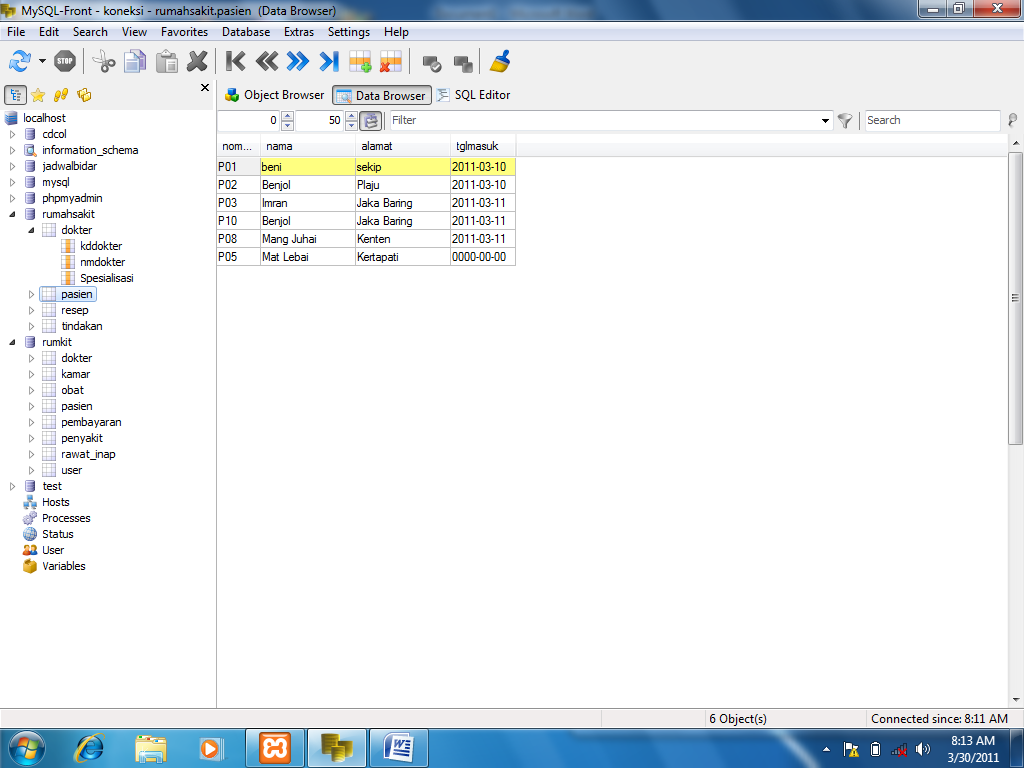 MySQL-Front - koneksi - rumahsakit.pasien (Data Browser)
File Edit Search View Favorites Database Extras Settings Help
STOP
Object Browser Data Browser SQL Editor
0 50 Filter Search
localhost
cdcol
information_schema
jadwalbidar
mysql
phpmyadmin
rumahsakit
dokter
kddokter
nmdokter
Spesialisasi
pasien
resep
tindakan
rumkit
dokter
kamar
obat
pasien
pembayaran
penyakit
rawat_inap
user
test
Hosts
Processes
Status
User
Variables
nom... nama alamat tglmasuk
P01 beni sekip 2011-03-10
P02 Benjol Plaju 2011-03-10
P03 Imran Jaka Baring 2011-03-11
P10 Benjol Jaka Baring 2011-03-11
P08 Mang Juhai Kenten 2011-03-11
P05 Mat Lebai Kertapati 0000-00-00
6 Object(s) Connected since: 8:11 AM
8:13 AM
3/30/2011